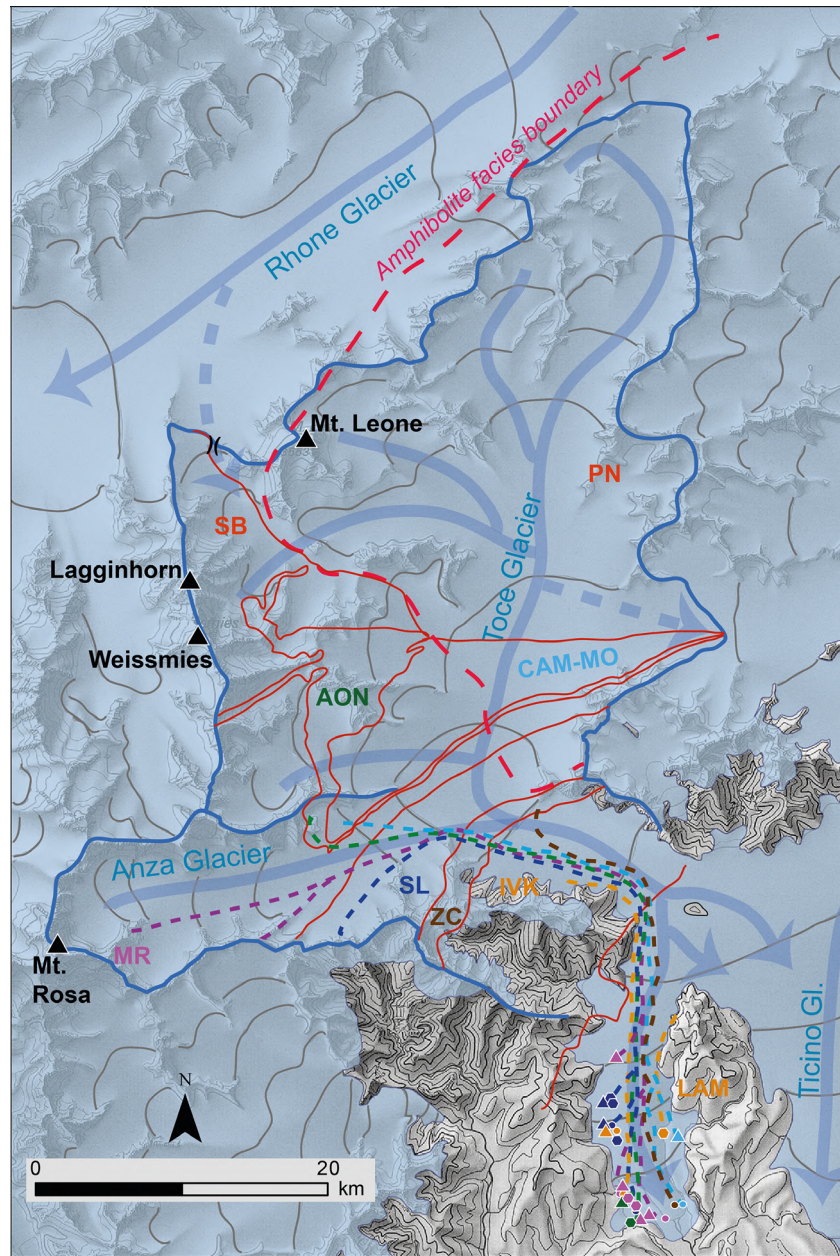 Amphibolite facies boundary
Rhone Glacier
Mt. Leone
PN
SB
Toce Glacier
Lagginhorn
Weissmies
CAM-MO
AON
Anza Glacier
SL
IVK
ZC
MR
Mt.
Rosa
Ticino Gl.
LAM
N
0 20
km